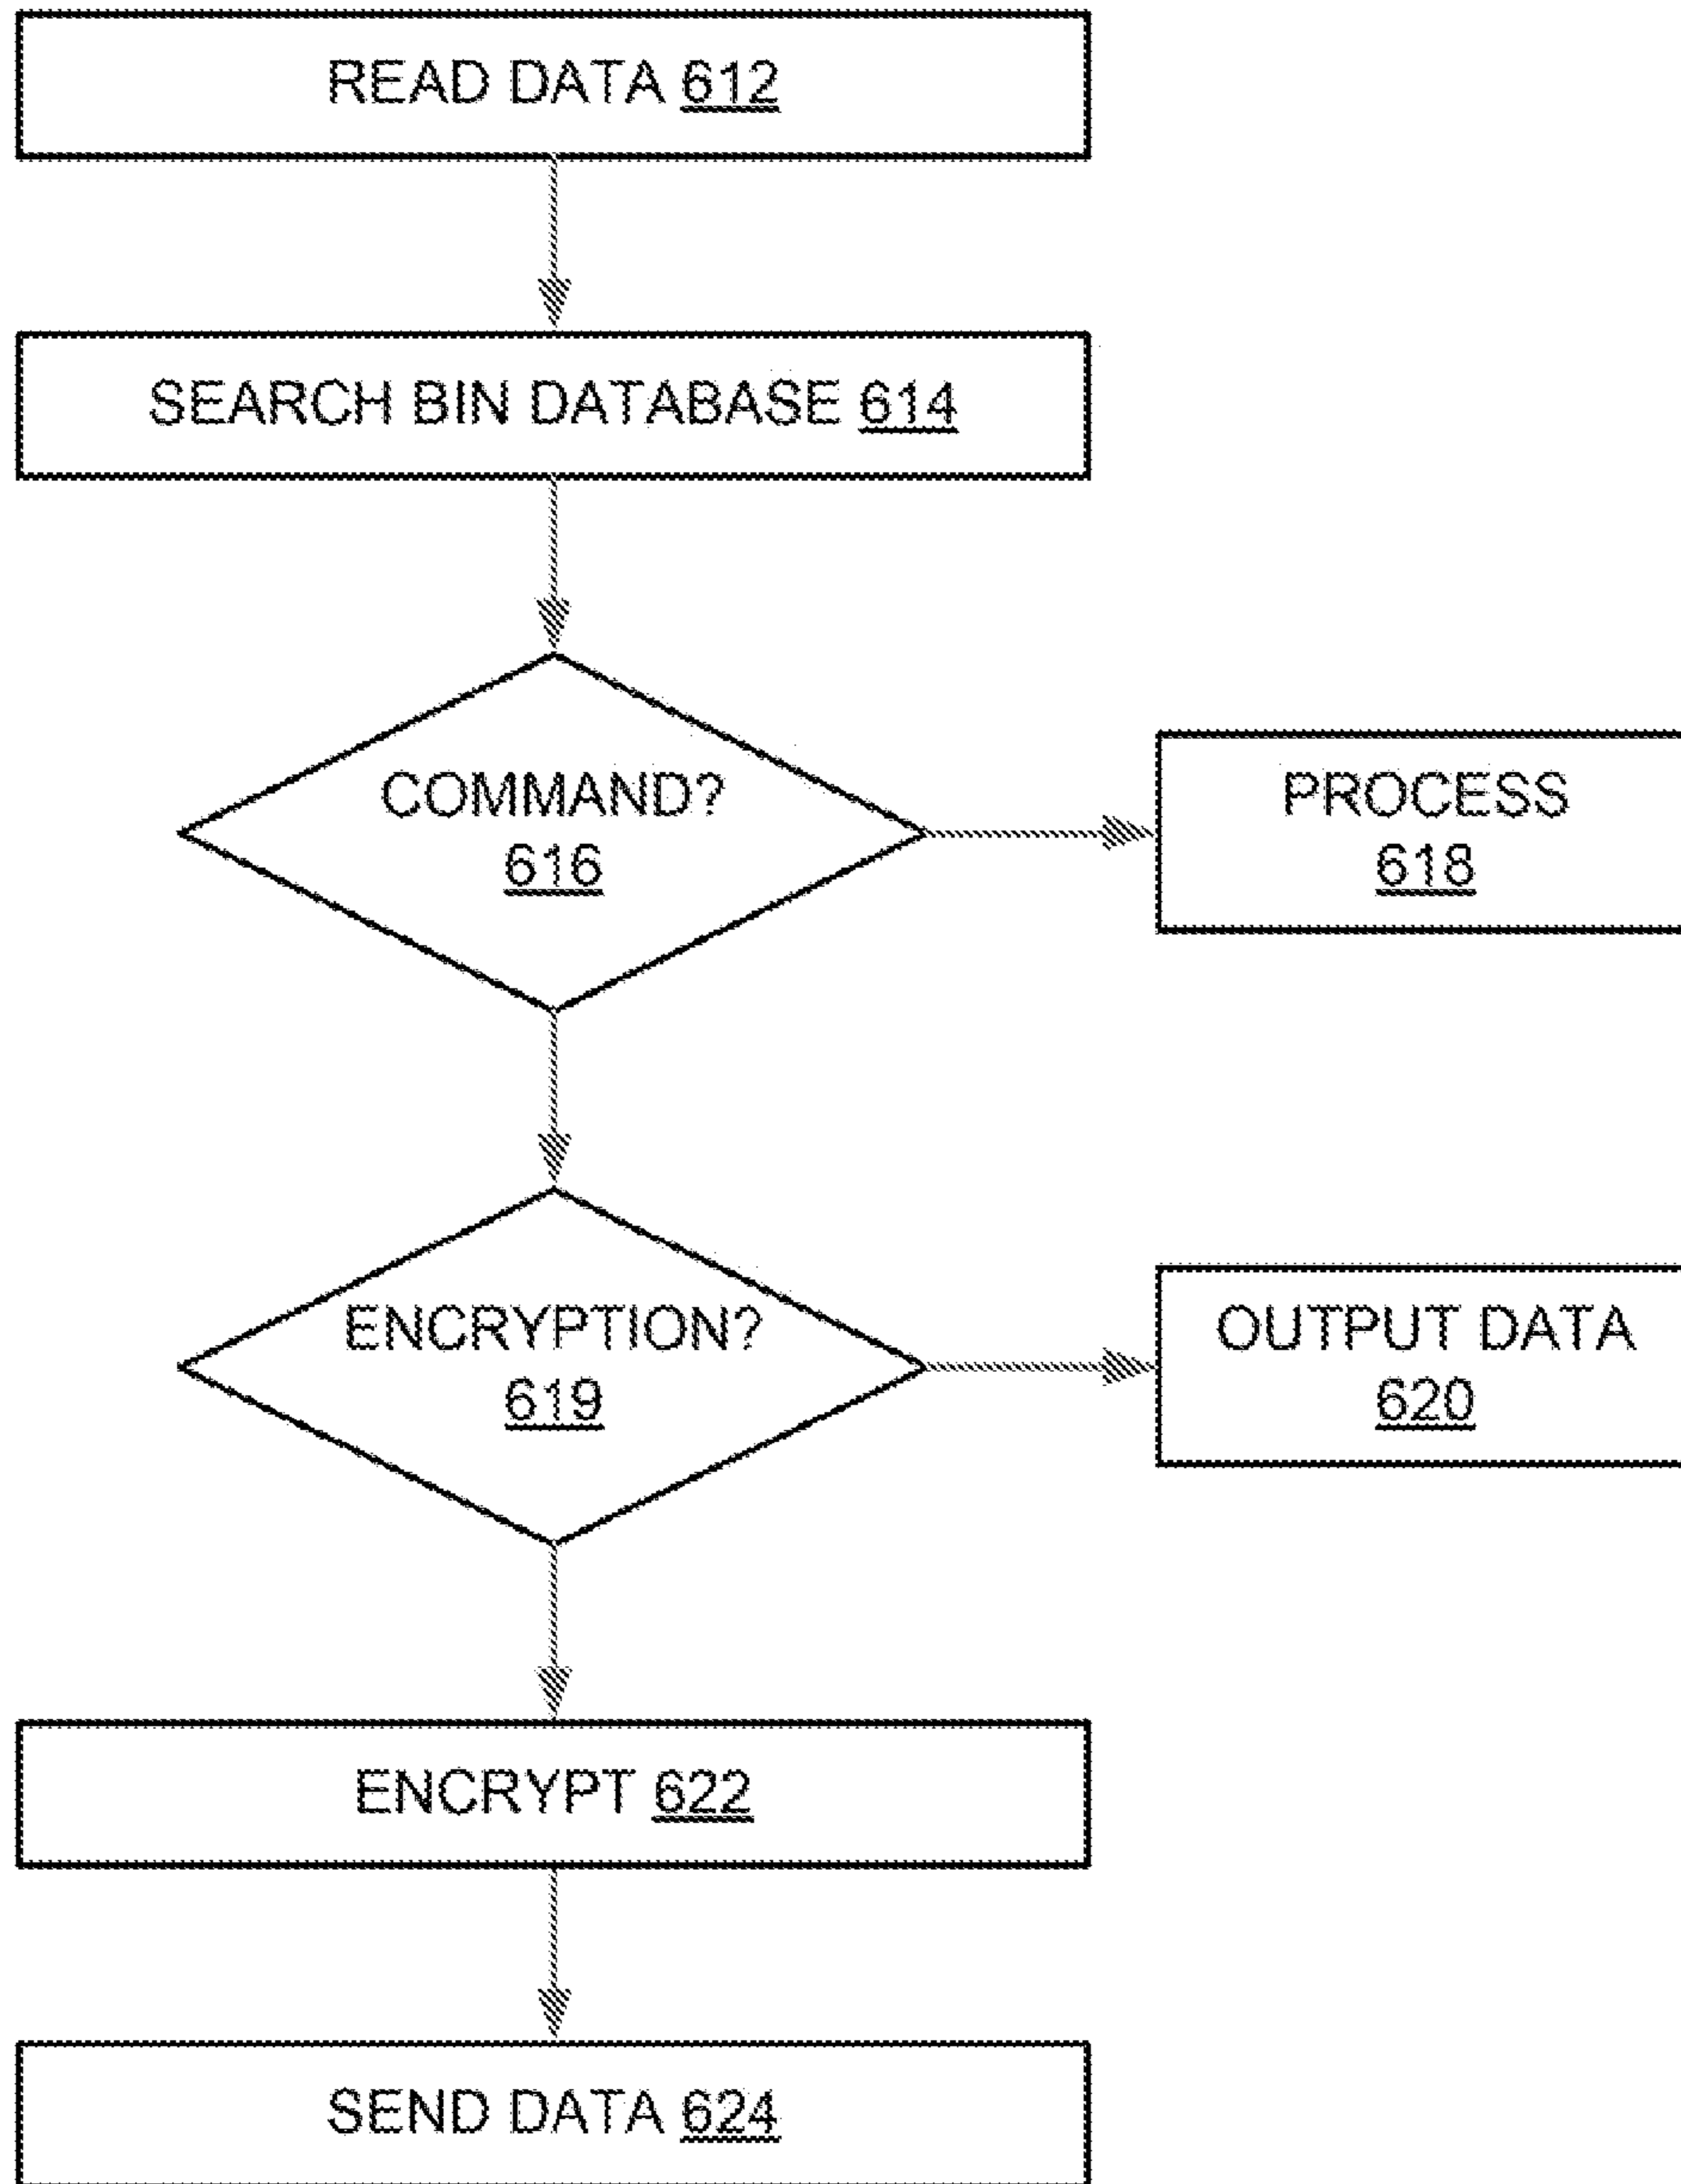 READ DATA 612
SEARCH BIN DATABASE 614
COMMAND?
616
PROCESS
618
ENCRYPTION?
619
OUTPUT DATA
620
ENCRYPT 622
SEND DATA 624